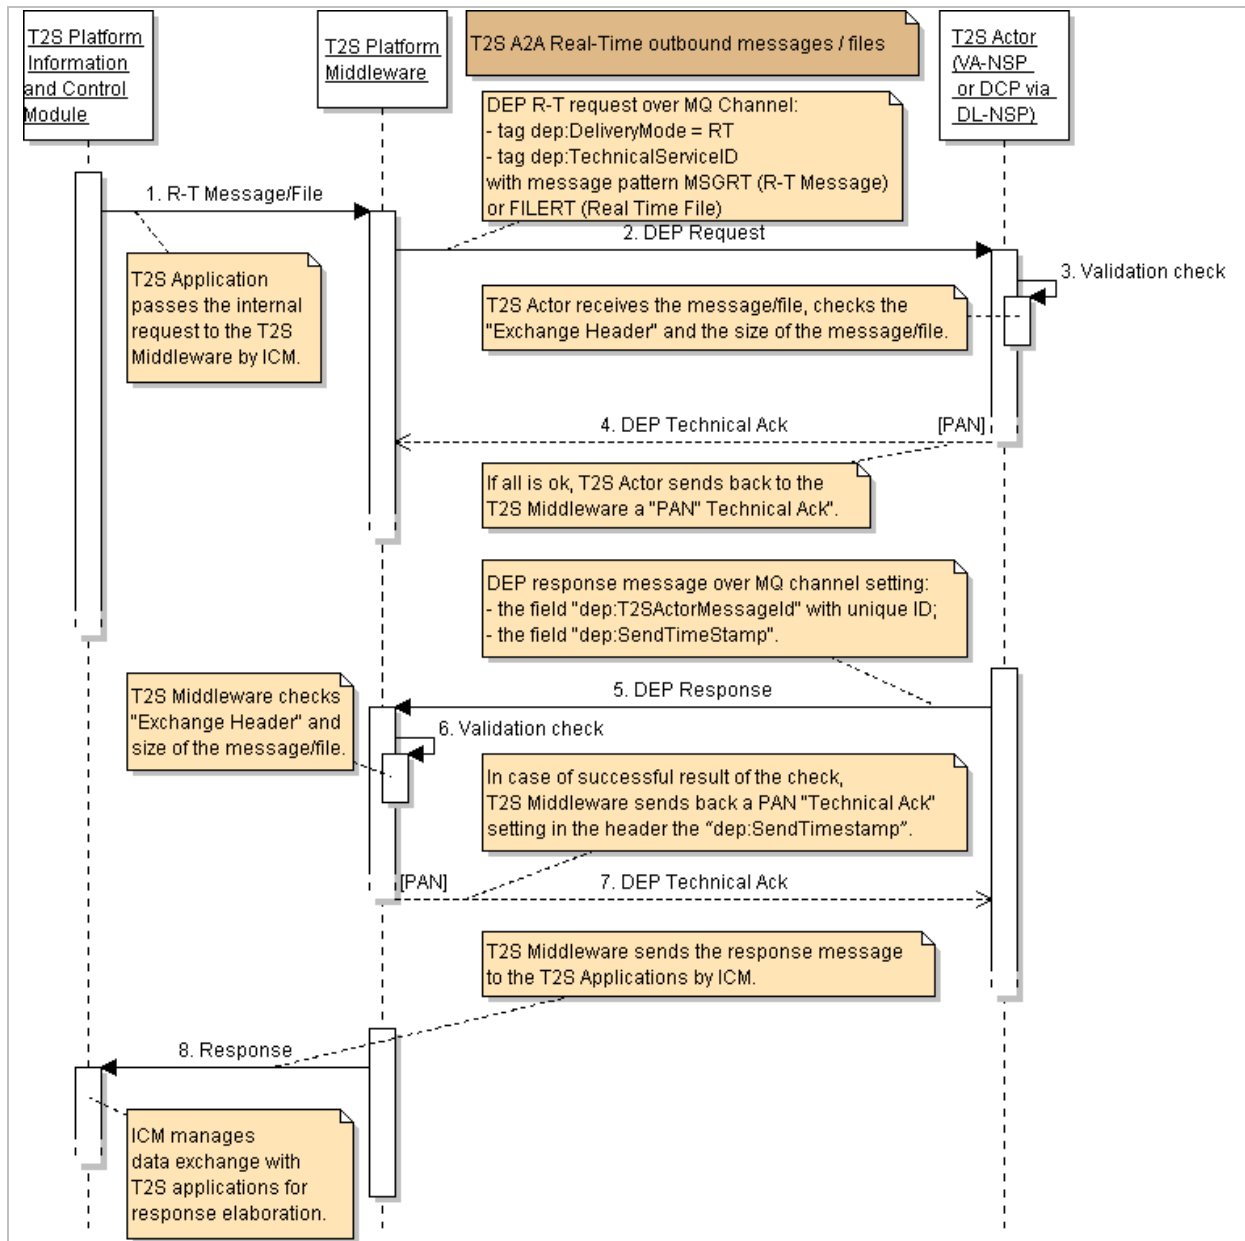 T2S Platform
Information
and Control
Module
T2S Platform
Middleware
T2S A2A Real-Time outbound messages / files
T2S Actor
(VA-NSP
or DCP via
DL-NSP)
DEP R-T request over MQ Channel:
- tag dep:DeliveryMode = RT
- tag dep:TechnicalServiceID
with message pattern MSGRT (R-T Message)
or FILERT (Real Time File)
1. R-T Message/File
2. DEP Request
T2S Application
passes the internal
request to the T2S
Middleware by ICM.
3. Validation check
T2S Actor receives the message/file, checks the
"Exchange Header" and the size of the message/file.
4. DEP Technical Ack
[PAN]
If all is ok, T2S Actor sends back to the
T2S Middleware a "PAN" Technical Ack".
DEP response message over MQ channel setting:
- the field "dep:T2SActorMessageId" with unique ID;
- the field "dep:SendTimeStamp".
5. DEP Response
T2S Middleware checks
"Exchange Header" and
size of the message/file.
6. Validation check
In case of successful result of the check,
T2S Middleware sends back a PAN "Technical Ack"
setting in the header the “dep:SendTimestamp”.
[PAN]
7. DEP Technical Ack
T2S Middleware sends the response message
to the T2S Applications by ICM.
8. Response
ICM manages
data exchange with
T2S applications for
response elaboration.